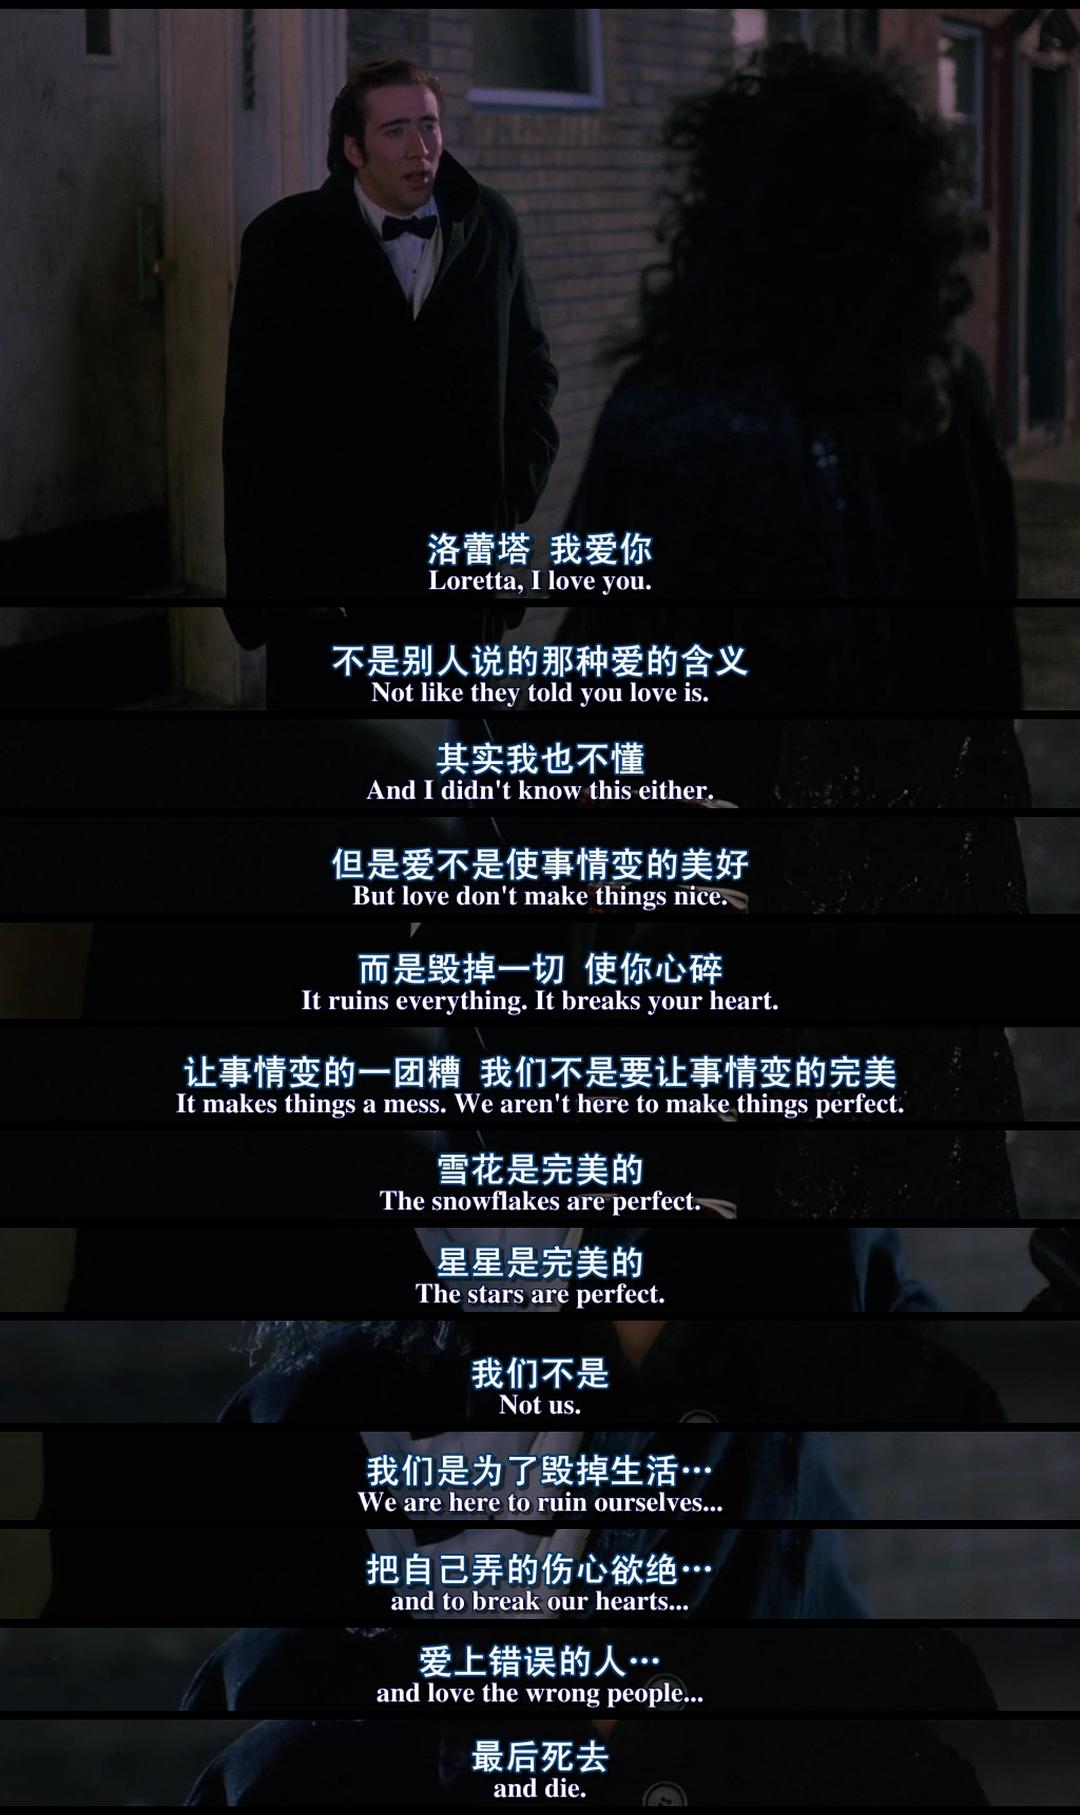 洛蕾塔 我爱你
Loretta, I love you.
不是别人说的那种爱的含义
Not like they told you love is.
其实我也不懂
And I didn't know this either.
但是爱不是使事情变的美好
But love don't make things nice.
而是毁掉一切 使你心碎
It ruins everything. It breaks your heart.
让事情变的一团糟 我们不是要让事情变的完美
It makes things a mess. We aren't here to make things perfect.
雪花是完美的
The snowflakes are perfect.
星星是完美的
The stars are perfect.
我们不是
Not us.
我们是为了毁掉生活…
We are here to ruin ourselves...
把自己弄的伤心欲绝…
and to break our hearts...
爱上错误的人…
and love the wrong people...
最后死去
and die.